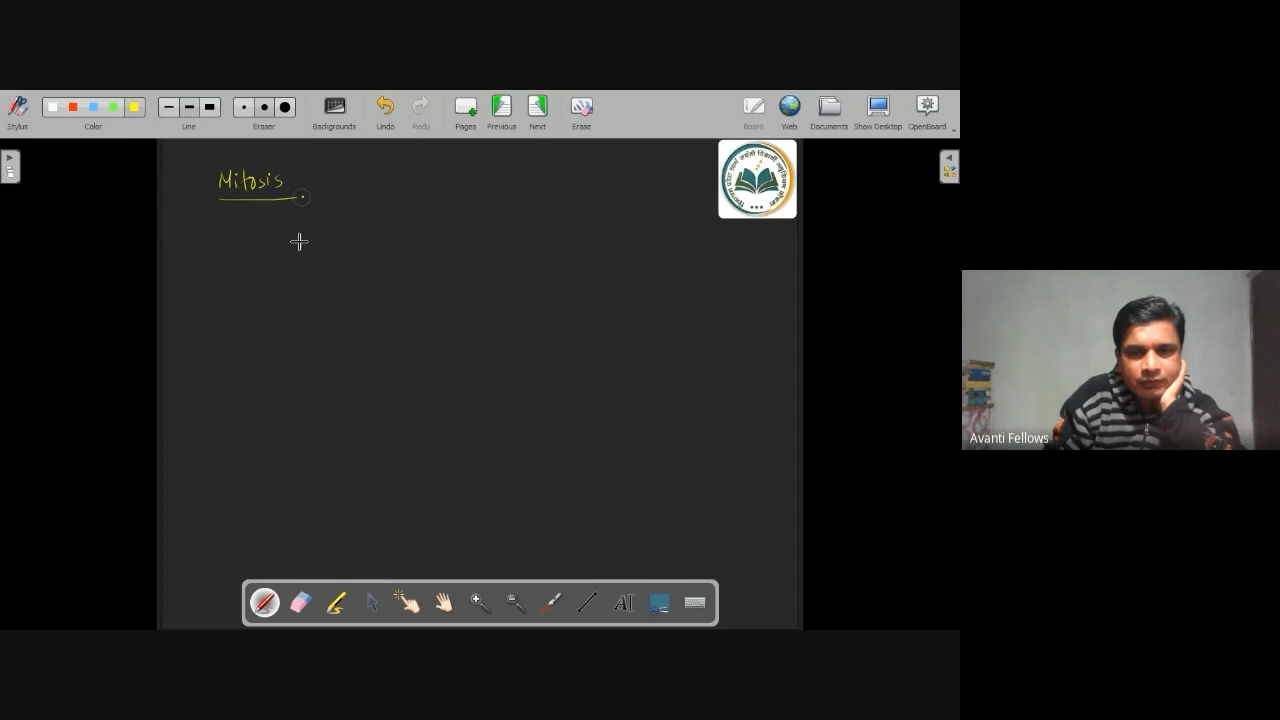 Stylus
Color
Line
Eraser
Backgrounds
Undo
Redo
Pages
Previous
Next
Erase
Board
Web
Documents
Show Desktop
OpenBoard
Mitosis
AI
Avanti Fellows